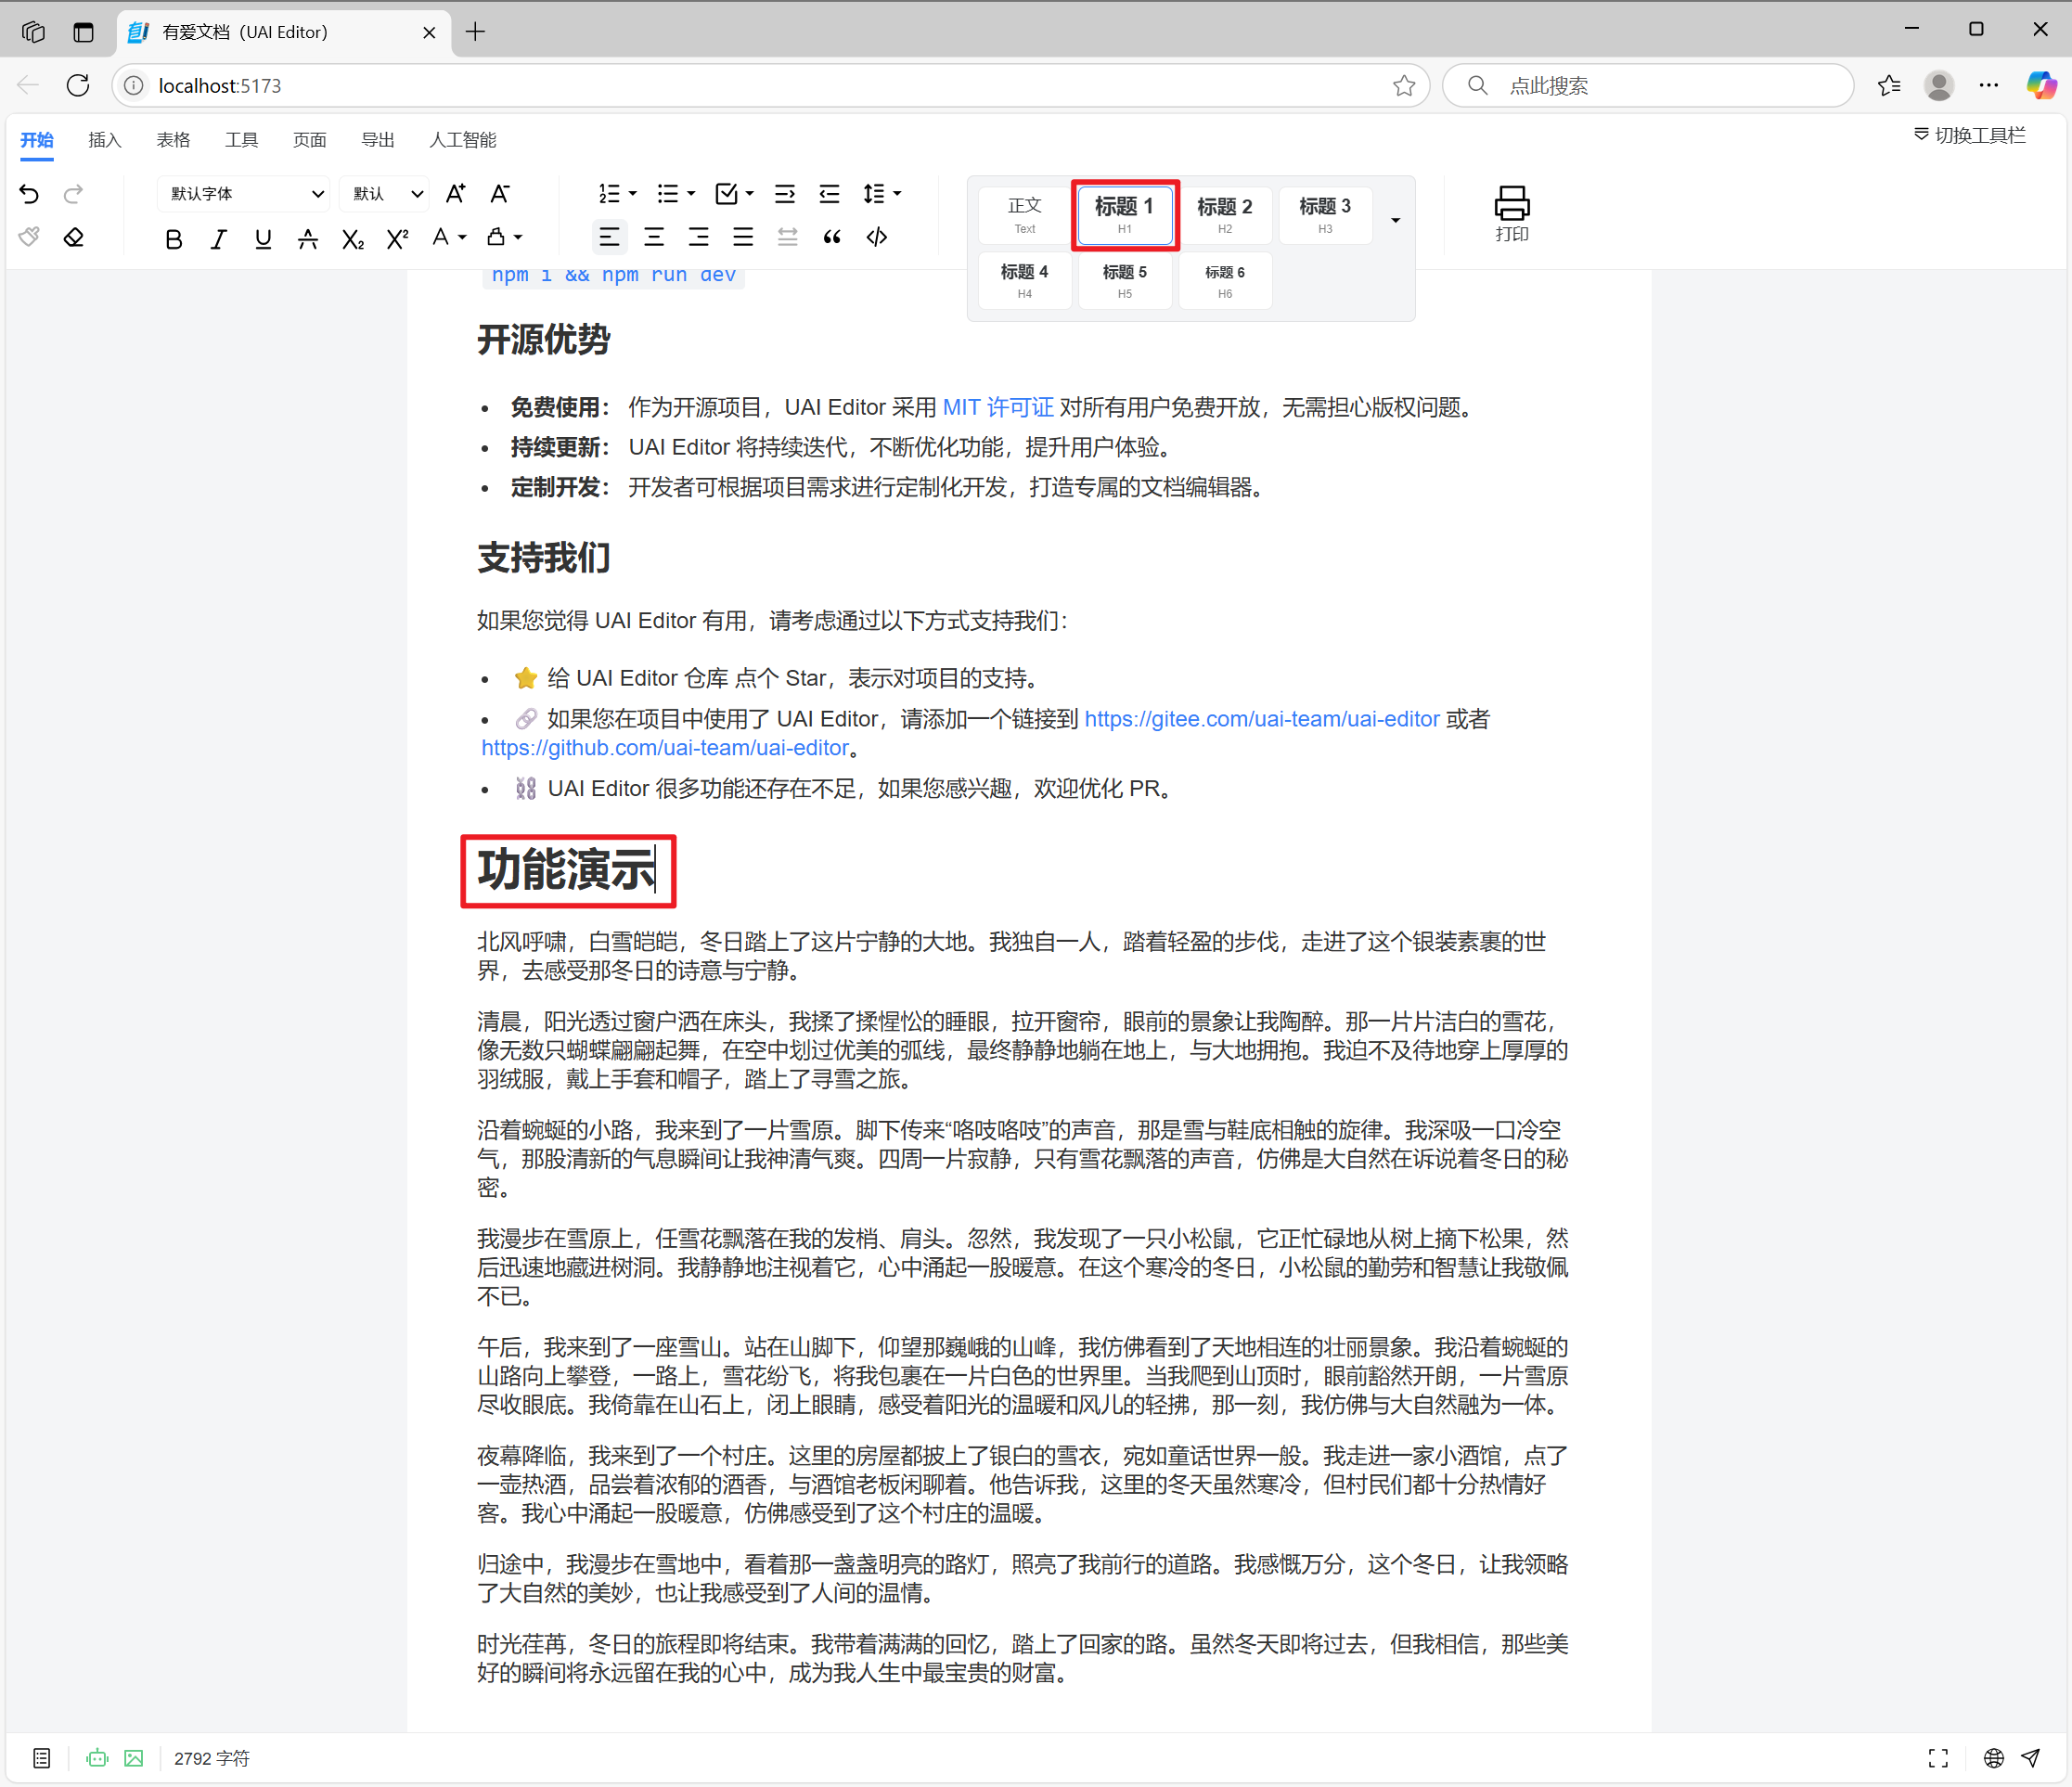 有爱文档（UAI Editor）
localhost:5173
点此搜索
开始 插入 表格 工具 页面 导出 人工智能
切换工具栏
默认字体 默认
正文 Text
标题 1 H1
标题 2 H2
标题 3 H3
标题 4 H4
标题 5 H5
标题 6 H6
打印
npm i && npm run dev
开源优势
• 免费使用： 作为开源项目，UAI Editor 采用 MIT 许可证 对所有用户免费开放，无需担心版权问题。
• 持续更新： UAI Editor 将持续迭代，不断优化功能，提升用户体验。
• 定制开发： 开发者可根据项目需求进行定制化开发，打造专属的文档编辑器。
支持我们
如果您觉得 UAI Editor 有用，请考虑通过以下方式支持我们：
• ⭐ 给 UAI Editor 仓库 点个 Star，表示对项目的支持。
• 🔗 如果您在项目中使用了 UAI Editor，请添加一个链接到 https://gitee.com/uai-team/uai-editor 或者
https://github.com/uai-team/uai-editor。
• ⛓ UAI Editor 很多功能还存在不足，如果您感兴趣，欢迎优化 PR。
功能演示
北风呼啸，白雪皑皑，冬日踏上了这片宁静的大地。我独自一人，踏着轻盈的步伐，走进了这个银装素裹的世
界，去感受那冬日的诗意与宁静。
清晨，阳光透过窗户洒在床头，我揉了揉惺忪的睡眼，拉开窗帘，眼前的景象让我陶醉。那一片片洁白的雪花，
像无数只蝴蝶翩翩起舞，在空中划过优美的弧线，最终静静地躺在地上，与大地拥抱。我迫不及待地穿上厚厚的
羽绒服，戴上手套和帽子，踏上了寻雪之旅。
沿着蜿蜒的小路，我来到了一片雪原。脚下传来“咯吱咯吱”的声音，那是雪与鞋底相触的旋律。我深吸一口冷空
气，那股清新的气息瞬间让我神清气爽。四周一片寂静，只有雪花飘落的声音，仿佛是大自然在诉说着冬日的秘
密。
我漫步在雪原上，任雪花飘落在我的发梢、肩头。忽然，我发现了一只小松鼠，它正忙碌地从树上摘下松果，然
后迅速地藏进树洞。我静静地注视着它，心中涌起一股暖意。在这个寒冷的冬日，小松鼠的勤劳和智慧让我敬佩
不已。
午后，我来到了一座雪山。站在山脚下，仰望那巍峨的山峰，我仿佛看到了天地相连的壮丽景象。我沿着蜿蜒的
山路向上攀登，一路上，雪花纷飞，将我包裹在一片白色的世界里。当我爬到山顶时，眼前豁然开朗，一片雪原
尽收眼底。我倚靠在山石上，闭上眼睛，感受着阳光的温暖和风儿的轻拂，那一刻，我仿佛与大自然融为一体。
夜幕降临，我来到了一个村庄。这里的房屋都披上了银白的雪衣，宛如童话世界一般。我走进一家小酒馆，点了
一壶热酒，品尝着浓郁的酒香，与酒馆老板闲聊着。他告诉我，这里的冬天虽然寒冷，但村民们都十分热情好
客。我心中涌起一股暖意，仿佛感受到了这个村庄的温暖。
归途中，我漫步在雪地中，看着那一盏盏明亮的路灯，照亮了我前行的道路。我感慨万分，这个冬日，让我领略
了大自然的美妙，也让我感受到了人间的温情。
时光荏苒，冬日的旅程即将结束。我带着满满的回忆，踏上了回家的路。虽然冬天即将过去，但我相信，那些美
好的瞬间将永远留在我的心中，成为我人生中最宝贵的财富。
2792 字符